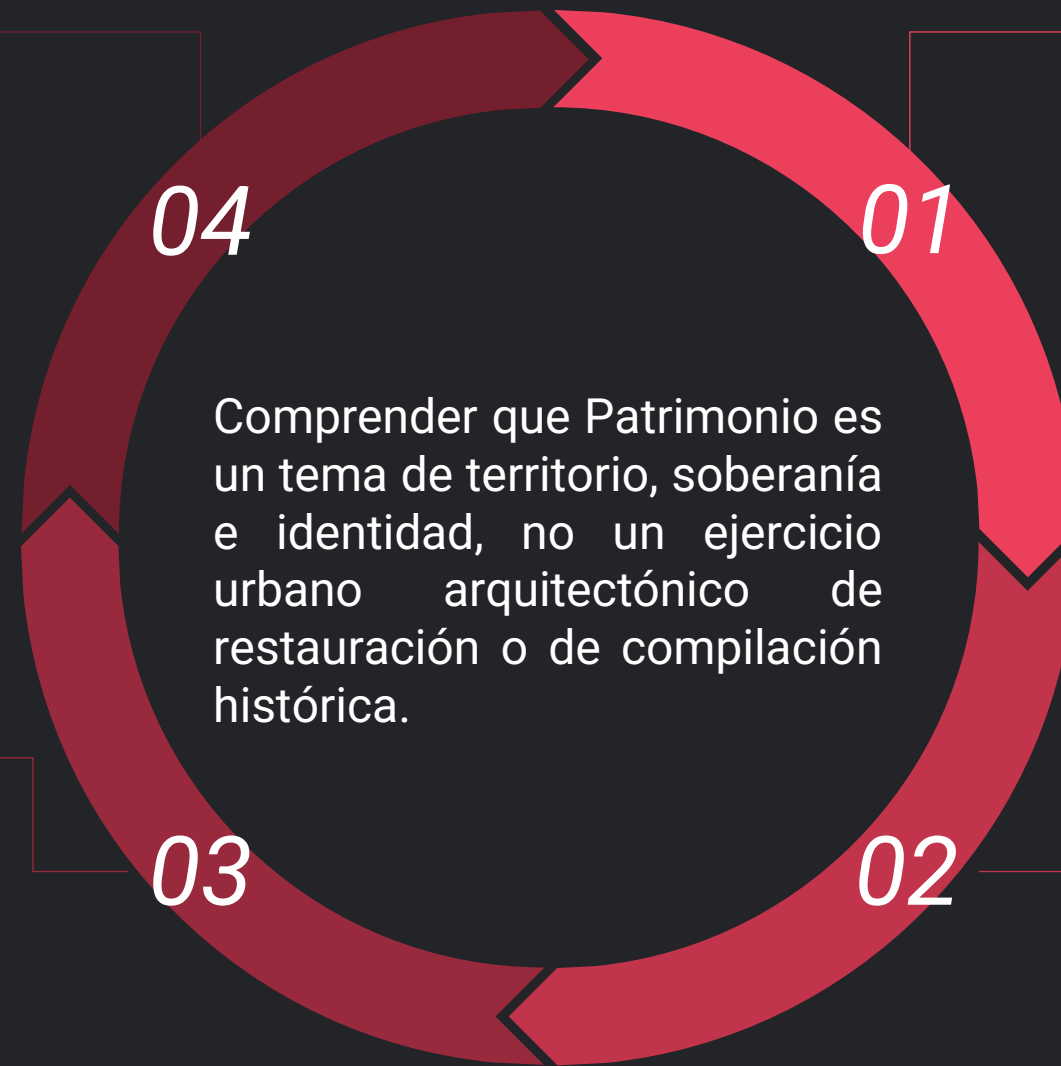 04
01
Comprender que Patrimonio es
un tema de territorio, soberanía
e identidad, no un ejercicio
urbano arquitectónico de
restauración o de compilación
histórica.
03
02